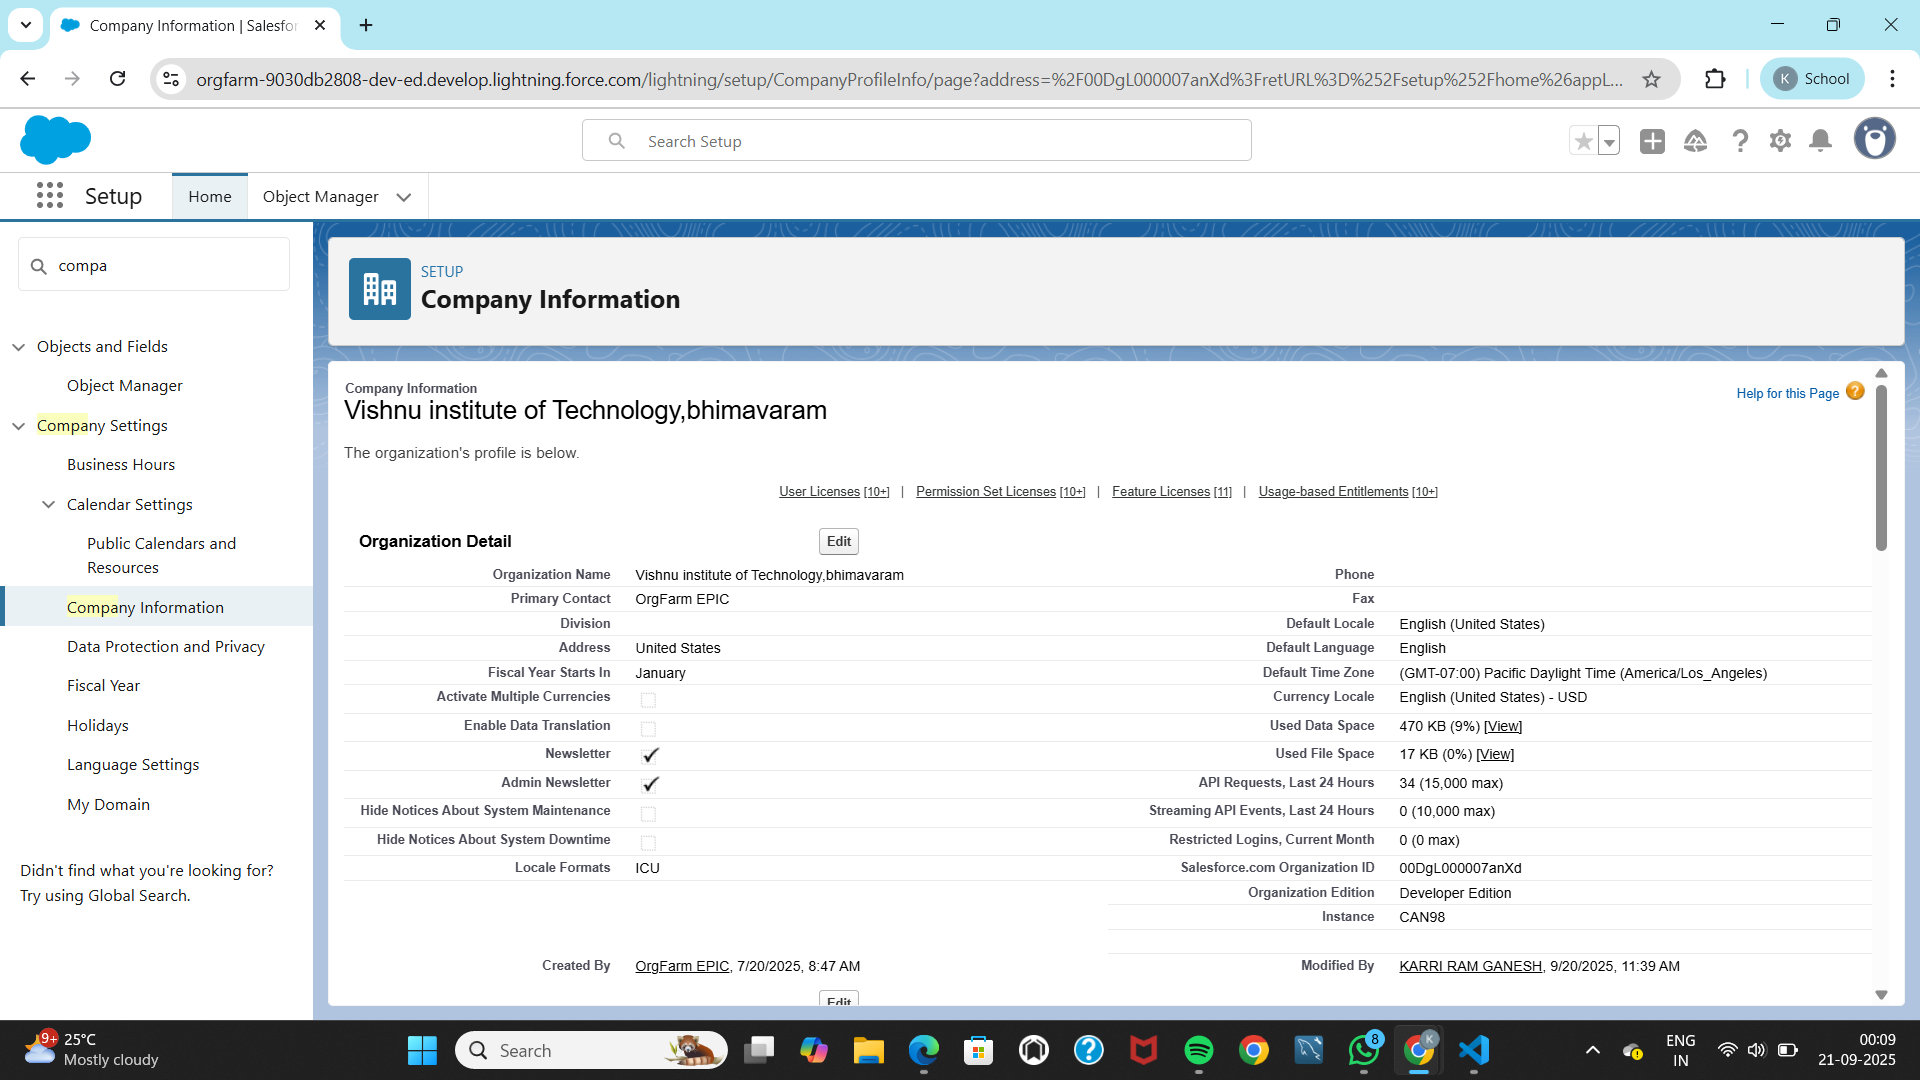 Company Information | Salesfor
orgfarm-9030db2808-dev-ed.develop.lightning.force.com/lightning/setup/CompanyProfileInfo/page?address=%2F00DgL000007anXd%3FretURL%3D%252Fsetup%252Fhome%26appL...
K School
Search Setup
Setup
Home
Object Manager
compa
Objects and Fields
Object Manager
Company Settings
Business Hours
Calendar Settings
Public Calendars and
Resources
Company Information
Data Protection and Privacy
Fiscal Year
Holidays
Language Settings
My Domain
Didn't find what you're looking for?
Try using Global Search.
SETUP
Company Information
Company Information
Vishnu institute of Technology,bhimavaram
Help for this Page ?
The organization's profile is below.
User Licenses [10+] | Permission Set Licenses [10+] | Feature Licenses [11] | Usage-based Entitlements [10+]
Organization Detail
Edit
Organization Name Vishnu institute of Technology,bhimavaram
Primary Contact OrgFarm EPIC
Division
Address United States
Fiscal Year Starts In January
Activate Multiple Currencies
Enable Data Translation
Newsletter
Admin Newsletter
Hide Notices About System Maintenance
Hide Notices About System Downtime
Locale Formats ICU
Phone
Fax
Default Locale English (United States)
Default Language English
Default Time Zone (GMT-07:00) Pacific Daylight Time (America/Los_Angeles)
Currency Locale English (United States) - USD
Used Data Space 470 KB (9%) [View]
Used File Space 17 KB (0%) [View]
API Requests, Last 24 Hours 34 (15,000 max)
Streaming API Events, Last 24 Hours 0 (10,000 max)
Restricted Logins, Current Month 0 (0 max)
Salesforce.com Organization ID 00DgL000007anXd
Organization Edition Developer Edition
Instance CAN98
Created By OrgFarm EPIC, 7/20/2025, 8:47 AM
Modified By KARRI RAM GANESH, 9/20/2025, 11:39 AM
Edit
9+
25°C
Mostly cloudy
Search
8
K
ENG
IN
00:09
21-09-2025